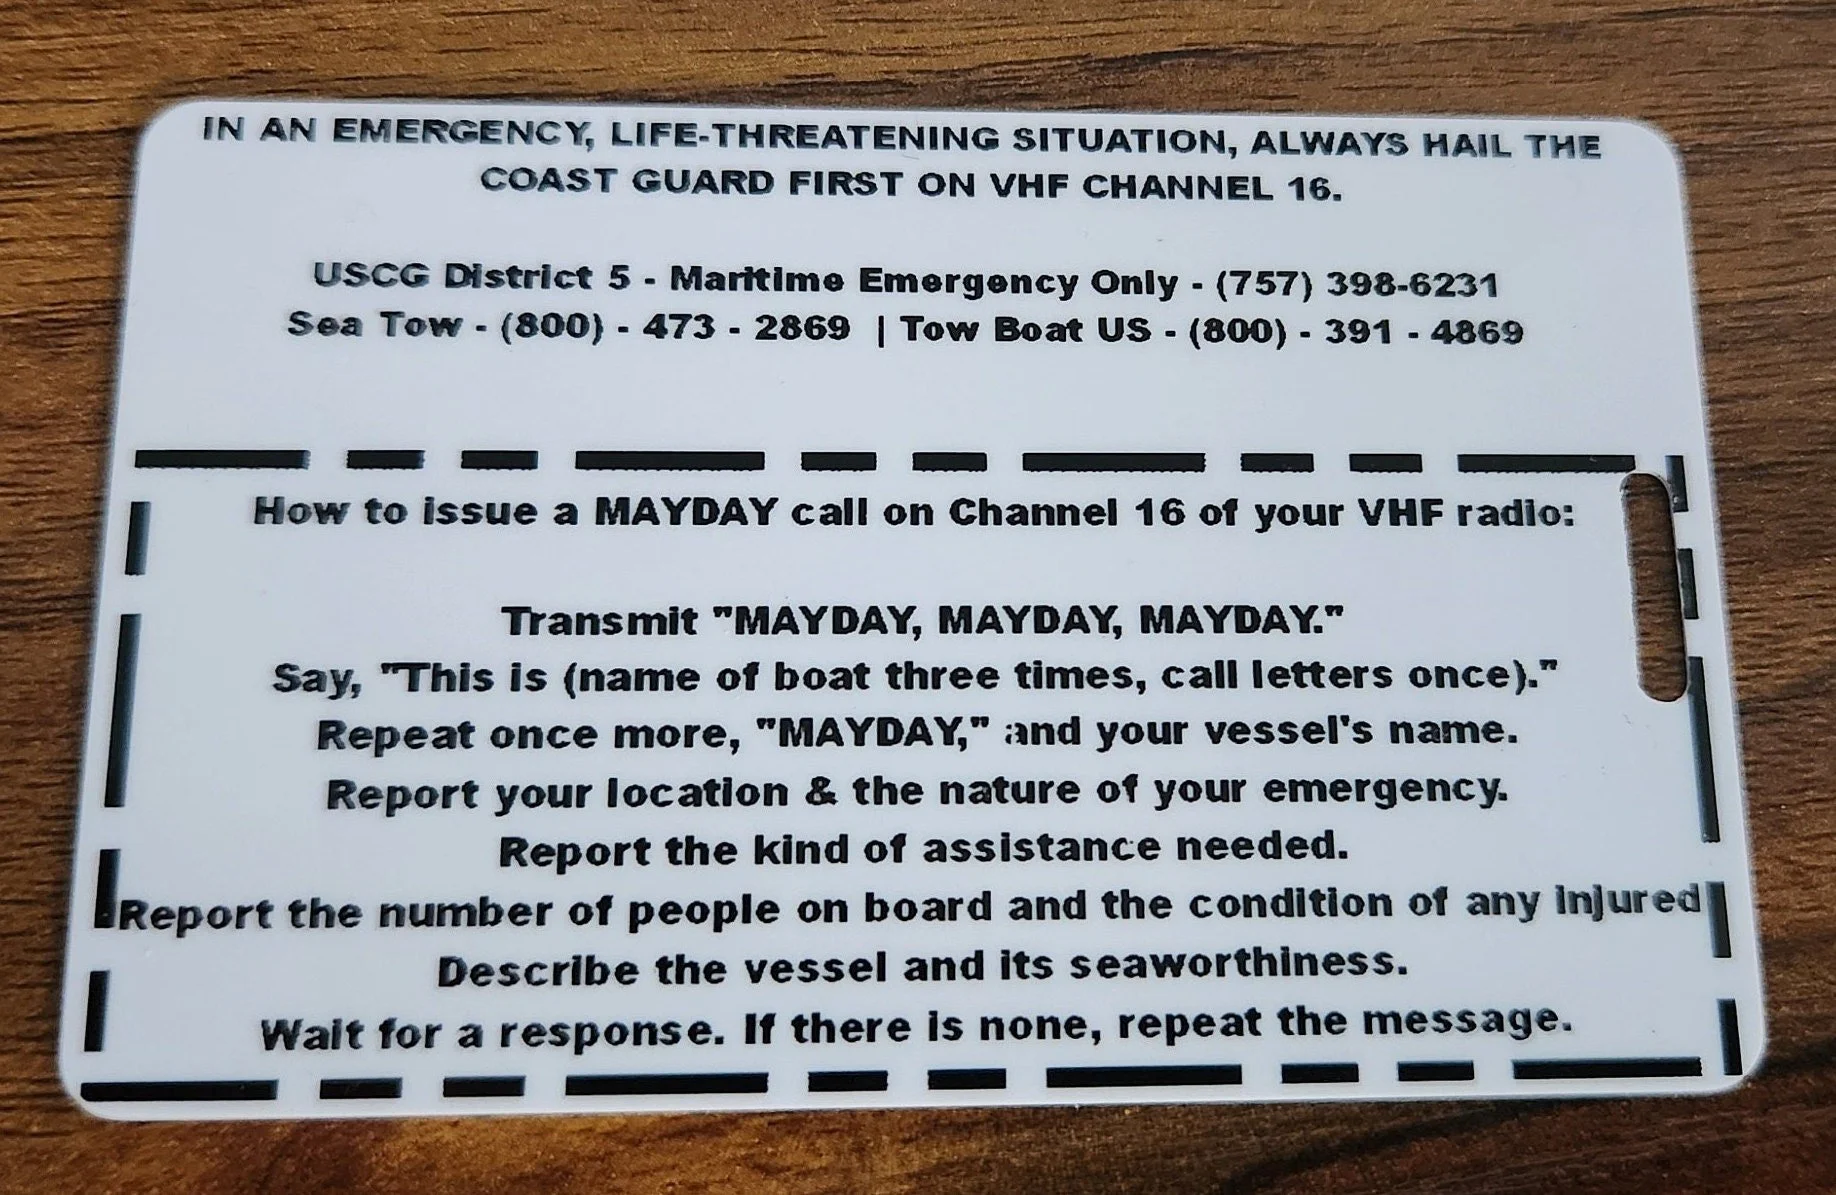 IN AN EMERGENCY, LIFE-THREATENING SITUATION, ALWAYS HAIL THE
COAST GUARD FIRST ON VHF CHANNEL 16.
USCG District 5 - Maritime Emergency Only - (757) 398-6231
Sea Tow - (800) - 473 - 2869 | Tow Boat US - (800) - 391 - 4869
How to issue a MAYDAY call on Channel 16 of your VHF radio:
Transmit "MAYDAY, MAYDAY, MAYDAY."
Say, "This is (name of boat three times, call letters once)."
Repeat once more, "MAYDAY," and your vessel's name.
Report your location & the nature of your emergency.
Report the kind of assistance needed.
Report the number of people on board and the condition of any injured
Describe the vessel and its seaworthiness.
Wait for a response. If there is none, repeat the message.